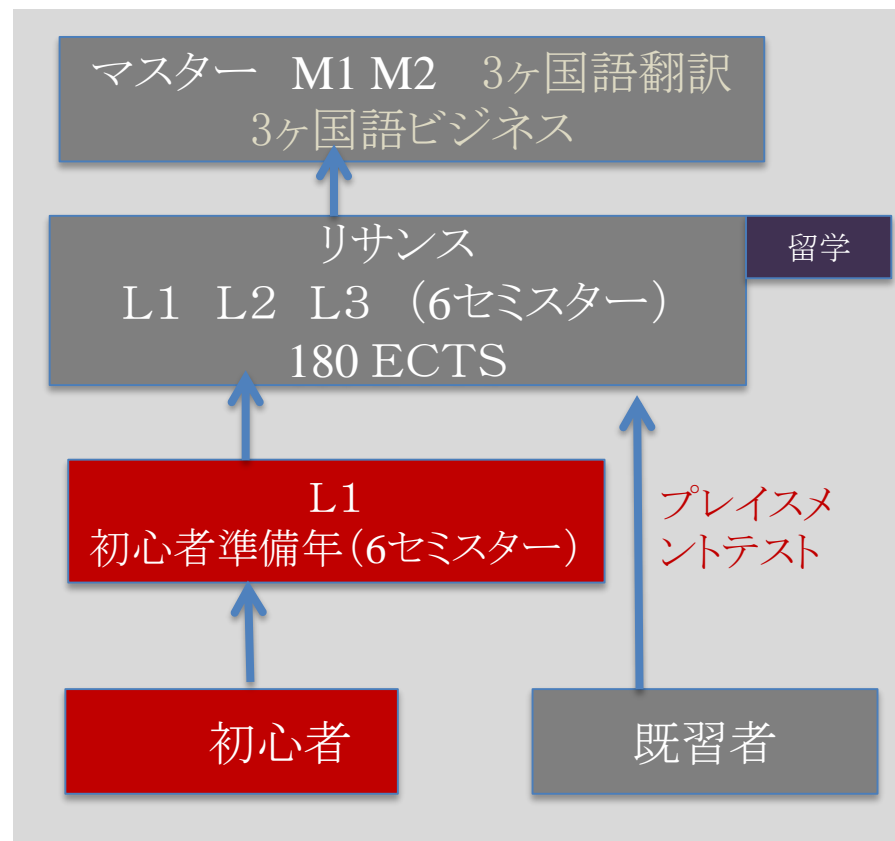 マスター　M1 M2　3ヶ国語翻訳
3ヶ国語ビジネス
リサンス
留学
Ｌ１　Ｌ２　Ｌ３　（6セミスター）
180 ECTS
Ｌ１
初心者準備年（6セミスター）
プレイスメ
ントテスト
初心者
既習者